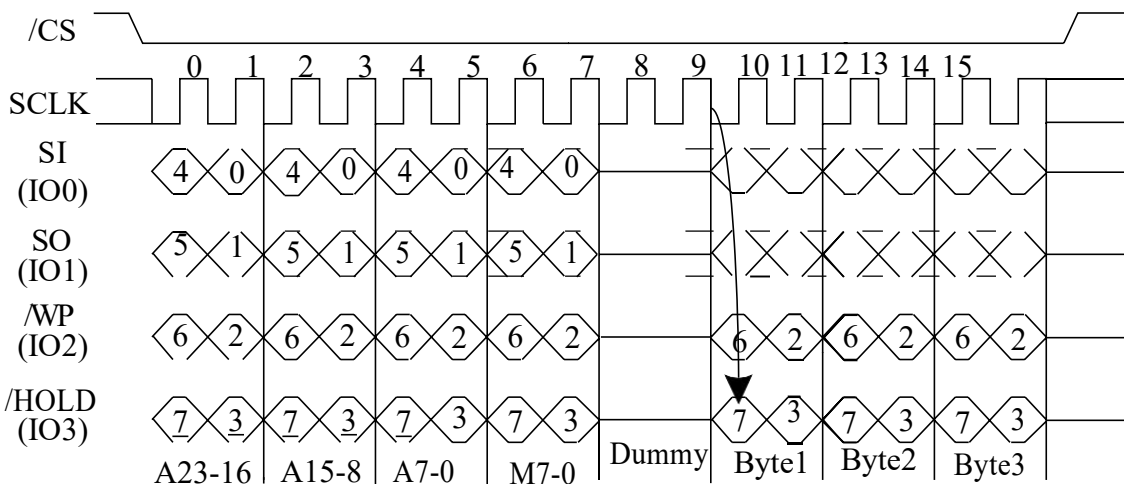 /CS
0 1 2 3 4 5 6 7 8 9 10 11 12 13 14 15
SCLK
SI
(IO0)
4 0 4 0 4 0 4 0
SO
(IO1)
5 1 5 1 5 1 5 1
/WP
(IO2)
6 2 6 2 6 2 6 2 6 2 6 2 6 2
/HOLD
(IO3)
7 3 7 3 7 3 7 3 7 3 7 3 7 3
A23-16 A15-8 A7-0 M7-0 Dummy Byte1 Byte2 Byte3